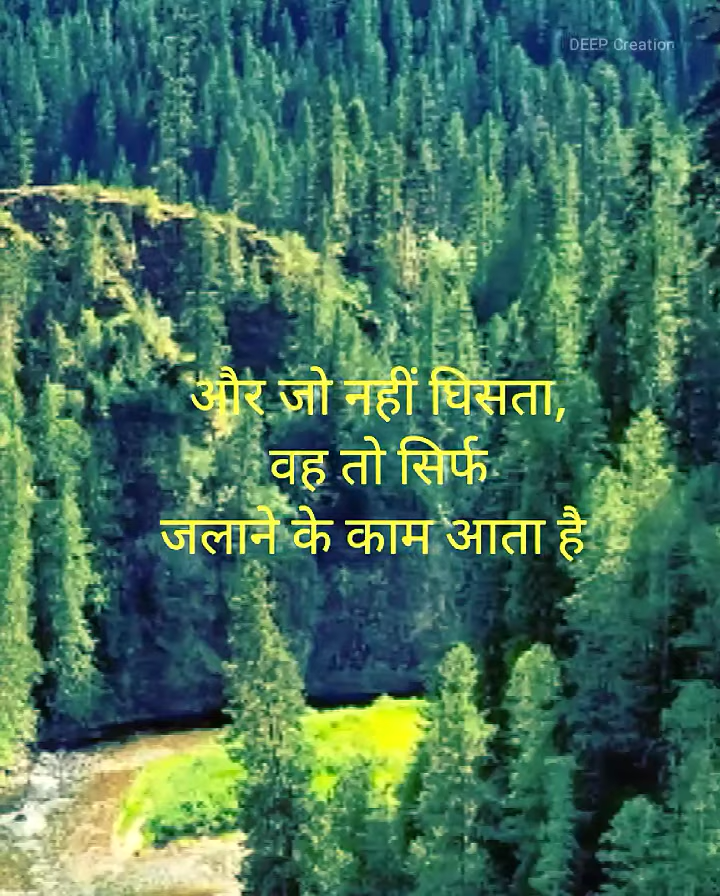 DEEP Creation
और जो नहीं घिसता,
वह तो सिर्फ
जलाने के काम आता है